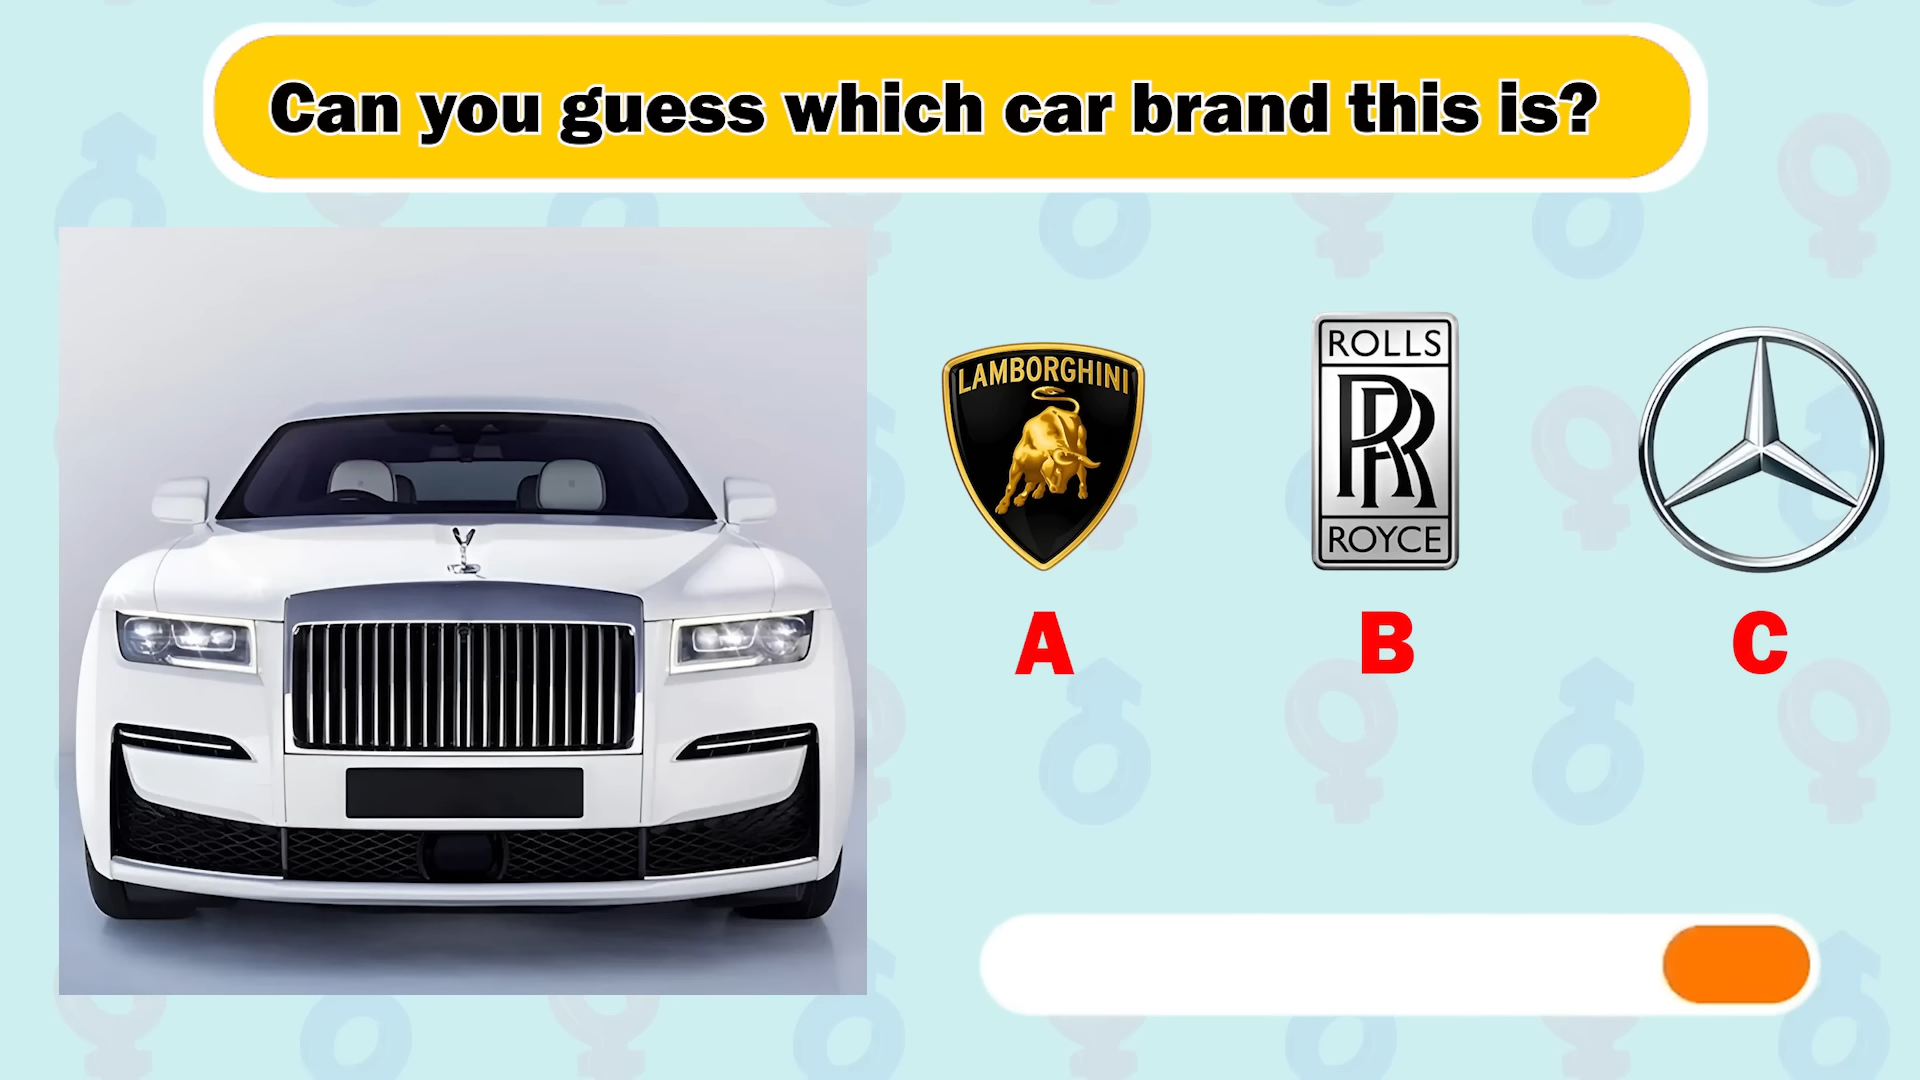 Can you guess which car brand this is?
LAMBORGHINI
ROLLS
RR
ROYCE
A
B
C